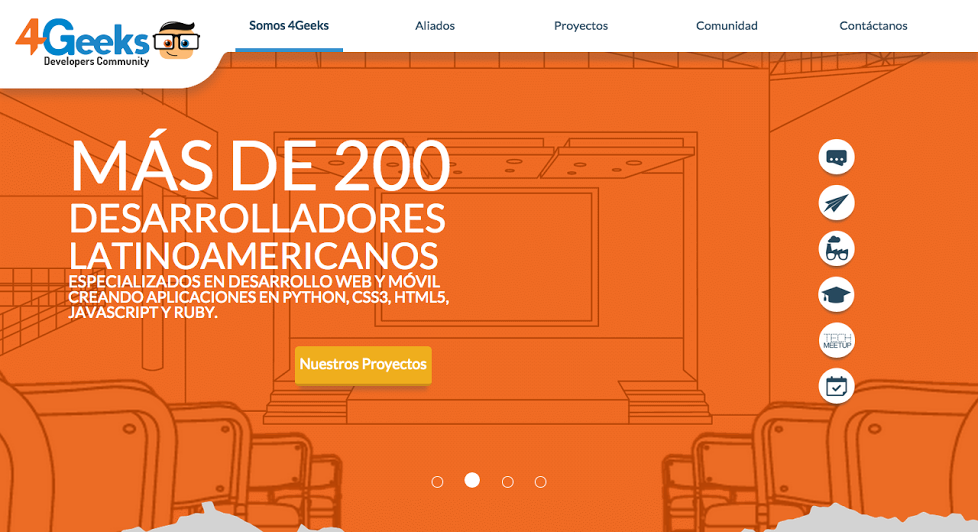 4Geeks
Developers Community
Somos 4Geeks
Aliados
Proyectos
Comunidad
Contáctanos
MÁS DE 200
DESARROLLADORES
LATINOAMERICANOS
ESPECIALIZADOS EN DESARROLLO WEB Y MÓVIL
CREANDO APLICACIONES EN PYTHON, CSS3, HTML5,
JAVASCRIPT Y RUBY.
Nuestros Proyectos
TECH
MEETUP